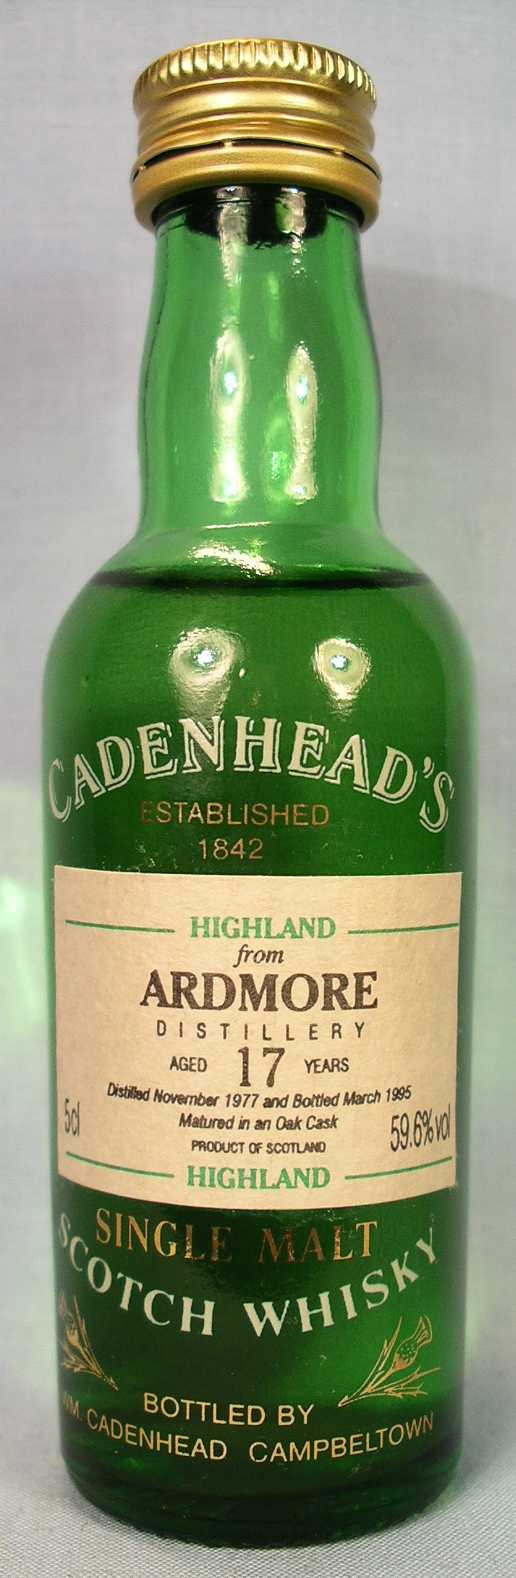 CADENHEAD'S
ESTABLISHED
1842
HIGHLAND
from
ARDMORE
DISTILLERY
AGED 17 YEARS
Distilled November 1977 and Bottled March 1995
Matured in an Oak Cask
5cl
59.6% vol
PRODUCT OF SCOTLAND
HIGHLAND
SINGLE MALT
SCOTCH WHISKY
BOTTLED BY
WM. CADENHEAD CAMPBELTOWN